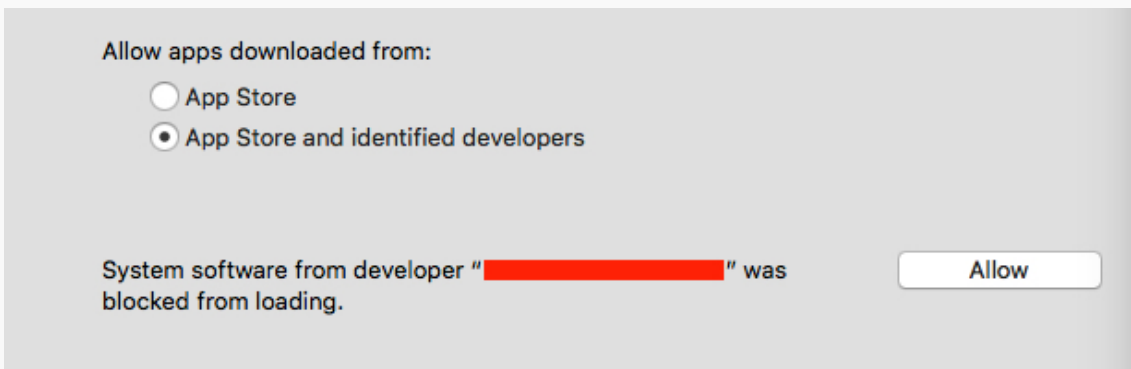 Allow apps downloaded from:
App Store
App Store and identified developers
System software from developer "" was
blocked from loading.
Allow